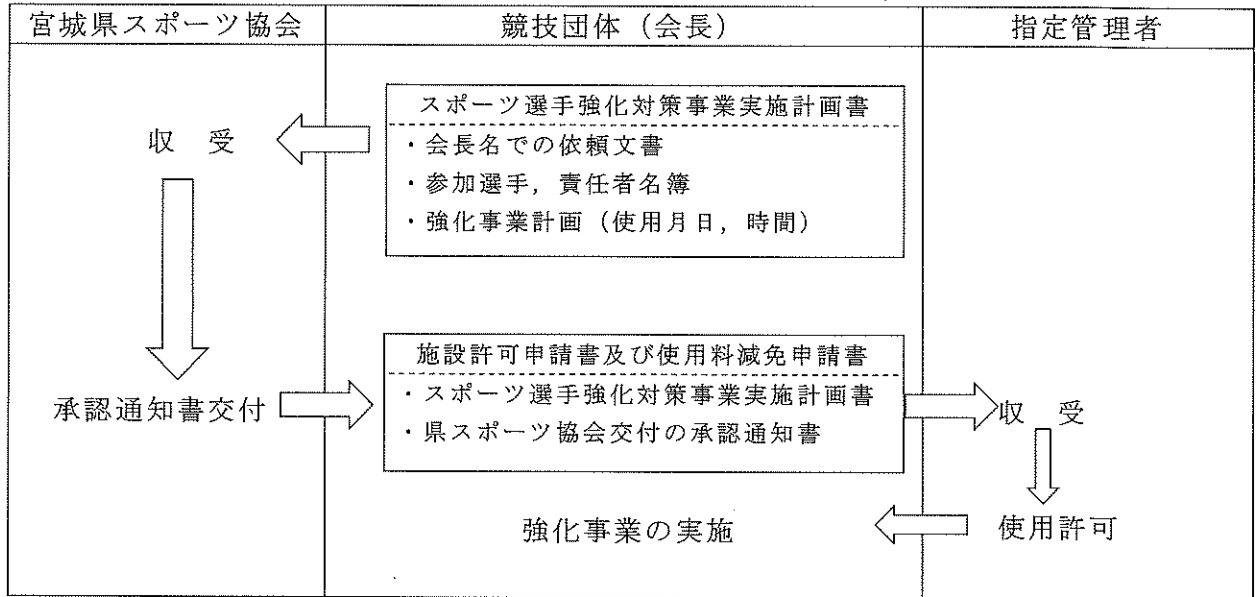 宮城県スポーツ協会
競技団体（会長）
指定管理者
スポーツ選手強化対策事業実施計画書
・会長名での依頼文書
・参加選手，責任者名簿
・強化事業計画（使用月日，時間）
収　受
承認通知書交付
施設許可申請書及び使用料減免申請書
・スポーツ選手強化対策事業実施計画書
・県スポーツ協会交付の承認通知書
収　受
使用許可
強化事業の実施